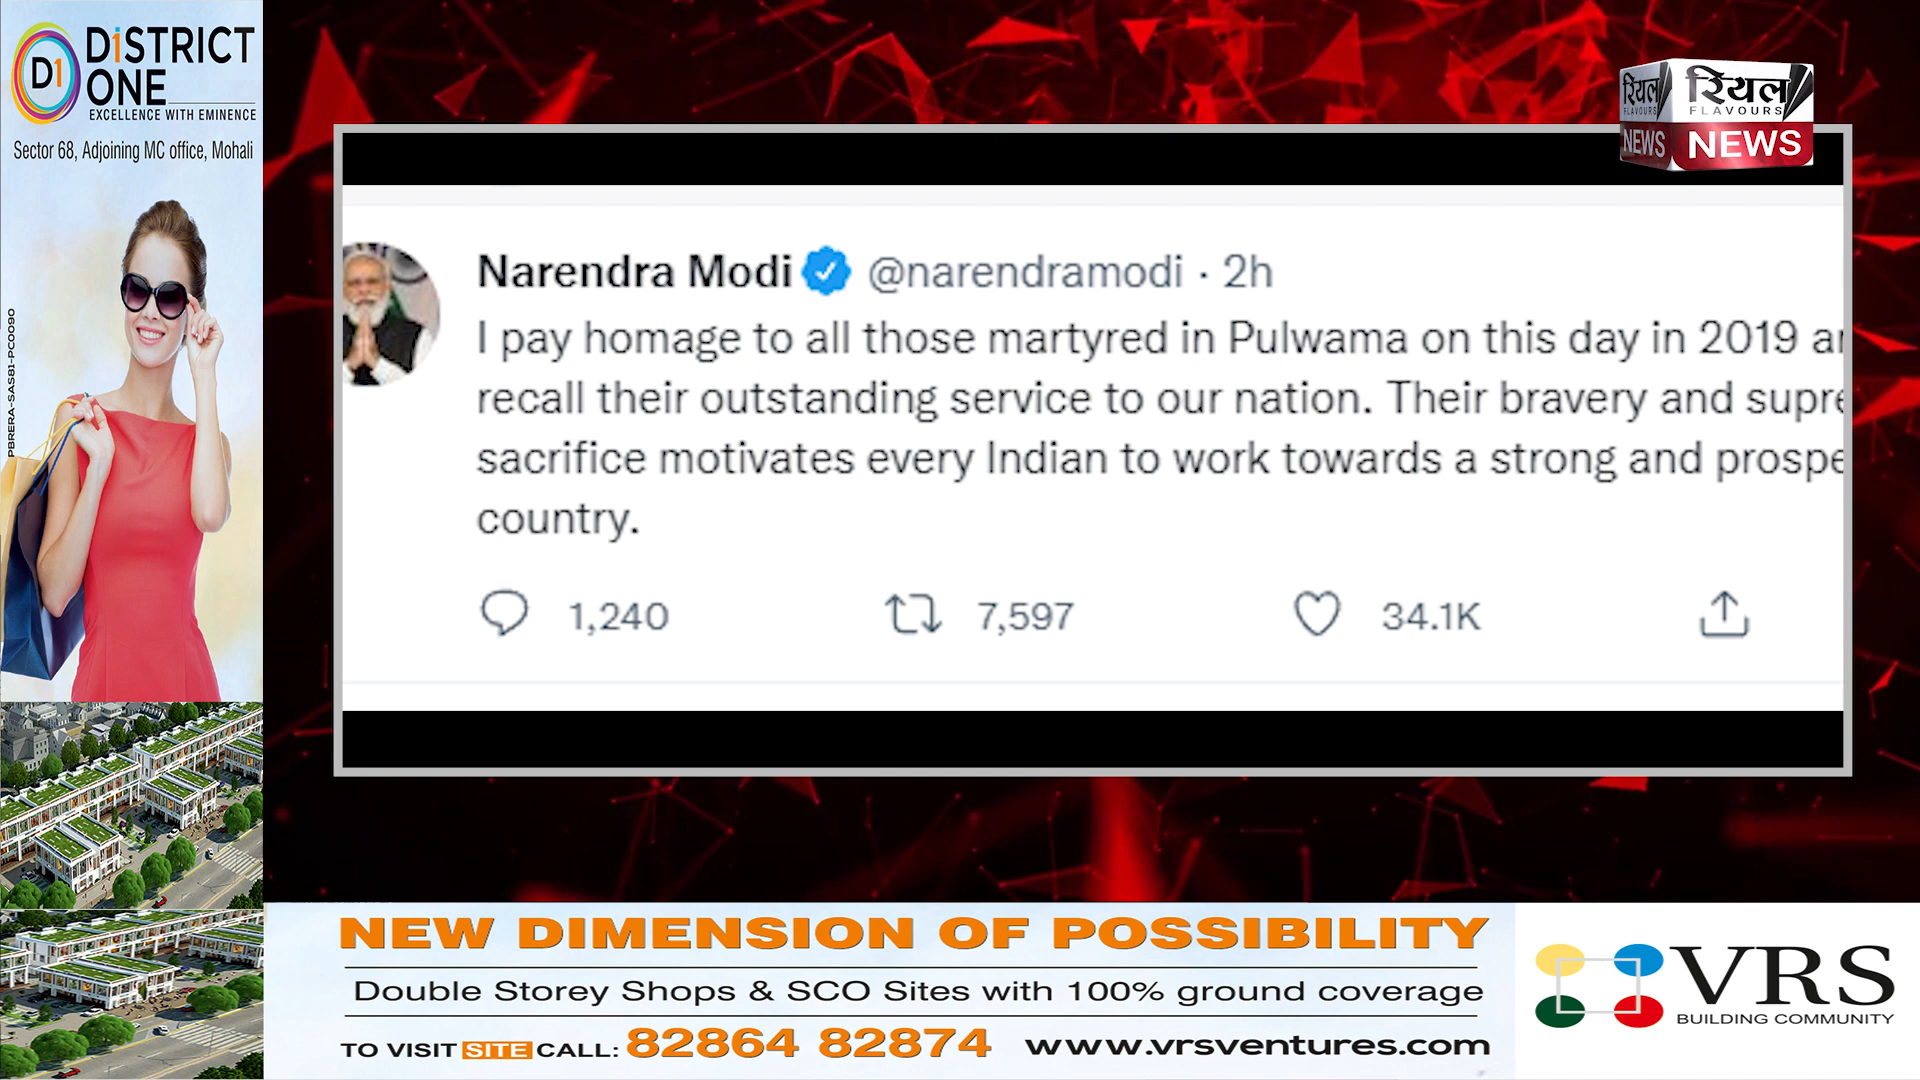 DiSTRICT
ONE
D1
EXCELLENCE WITH EMINENCE
Sector 68, Adjoining MC office, Mohali
PBRERA-SAS81-PC0090
रियल
FLAVOURS
NEWS
रियल
FLAVOURS
NEWS
Narendra Modi @narendramodi · 2h
I pay homage to all those martyred in Pulwama on this day in 2019 ar
recall their outstanding service to our nation. Their bravery and supre
sacrifice motivates every Indian to work towards a strong and prospe
country.
1,240 7,597 34.1K
NEW DIMENSION OF POSSIBILITY
Double Storey Shops & SCO Sites with 100% ground coverage
TO VISIT SITE CALL: 82864 82874 www.vrsventures.com
VRS
BUILDING COMMUNITY